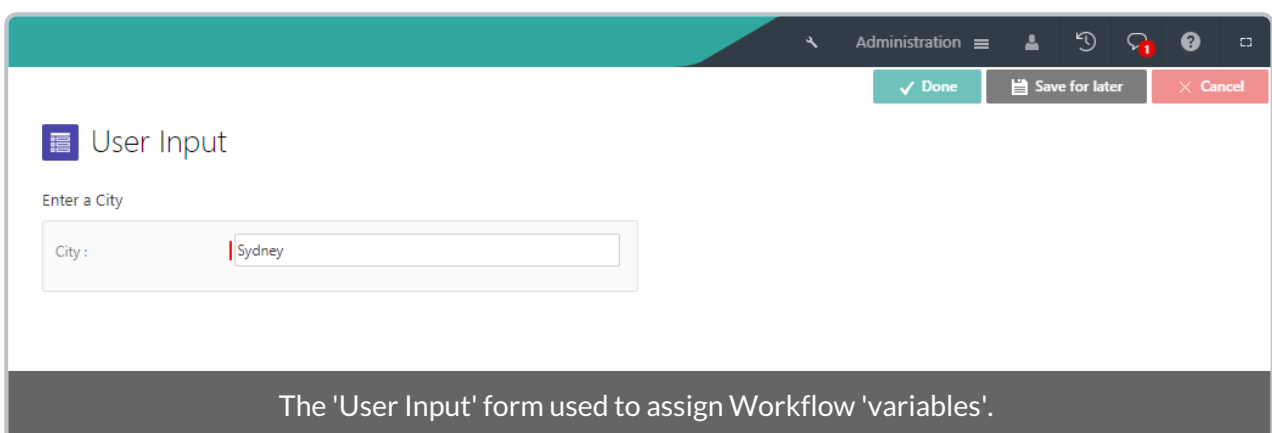 Administration
1
Done
Save for later
Cancel
User Input
Enter a City
City :
Sydney
The 'User Input' form used to assign Workflow 'variables'.